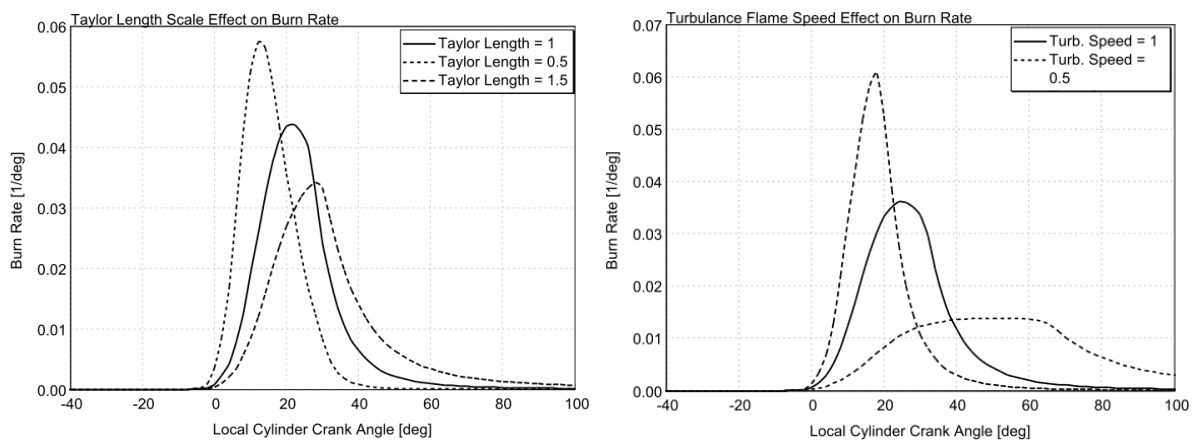 Taylor Length Scale Effect on Burn Rate
0.06
0.05
0.04
0.03
0.02
0.01
0.00
Burn Rate [1/deg]
Taylor Length = 1
Taylor Length = 0.5
Taylor Length = 1.5
-40
-20
0
20
40
60
80
100
Local Cylinder Crank Angle [deg]
Turbulance Flame Speed Effect on Burn Rate
0.07
0.06
0.05
0.04
0.03
0.02
0.01
0.00
Burn Rate [1/deg]
Turb. Speed = 1
Turb. Speed =
0.5
-40
-20
0
20
40
60
80
100
Local Cylinder Crank Angle [deg]